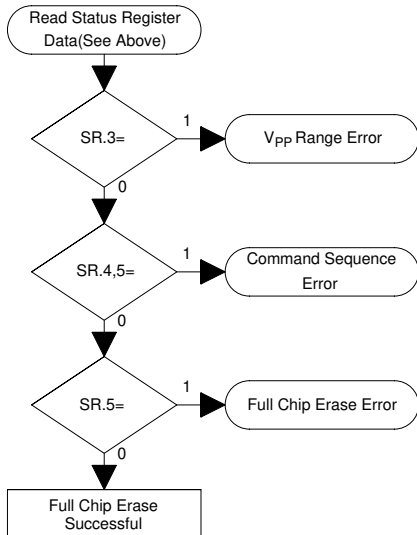 Read Status Register
Data(See Above)
SR.3=
1
VPP Range Error
0
SR.4,5=
1
Command Sequence
Error
0
SR.5=
1
Full Chip Erase Error
0
Full Chip Erase
Successful